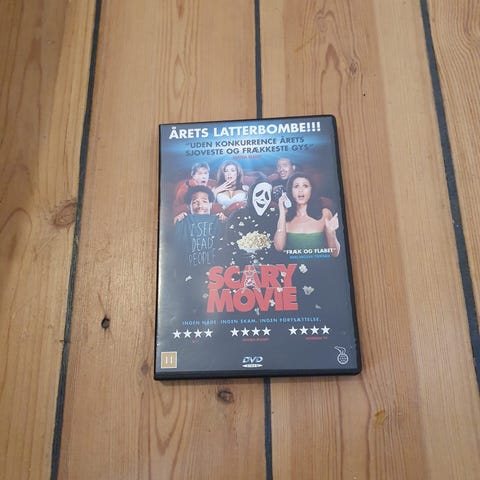 ÅRETS LATTERBOMBE!!!
"UDEN KONKURRENCE ÅRETS
SJOVESTE OG FRÆKKESTE GYS"
I SEE
DEAD
PEOPLE
"FRÆK OG FLABET"
SCARY
MOVIE
INGEN NÅDE. INGEN SKAM. INGEN FORTSÆTTELSE.
11
DVD